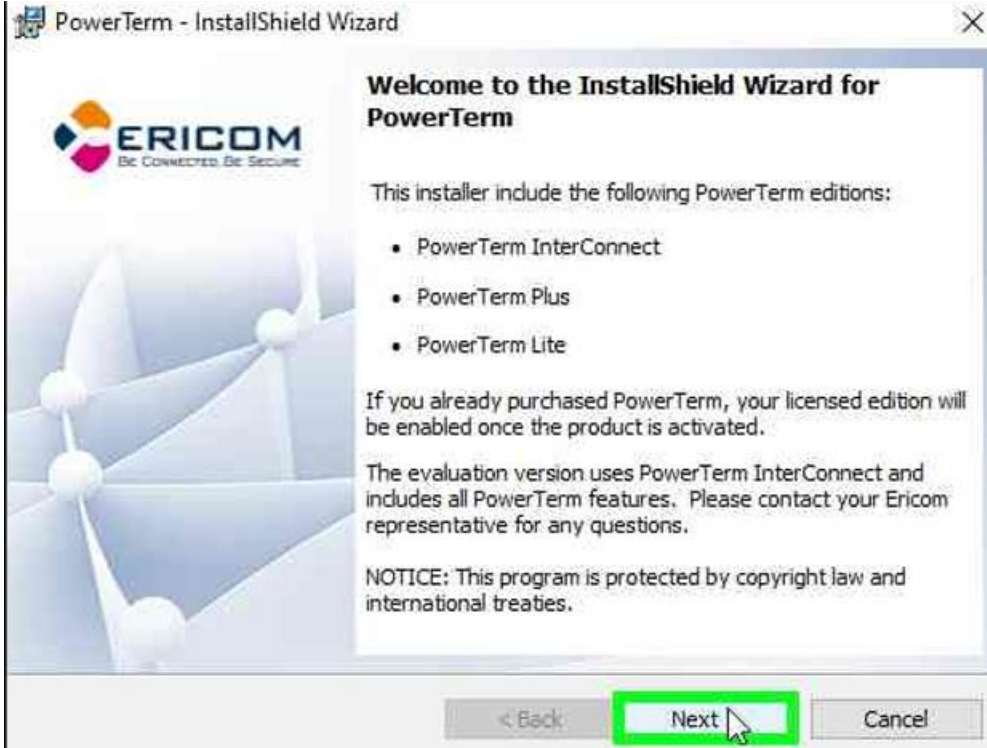 PowerTerm - InstallShield Wizard
ERICOM
BE CONNECTED. BE SECURE
Welcome to the InstallShield Wizard for
PowerTerm
This installer include the following PowerTerm editions:
• PowerTerm InterConnect
• PowerTerm Plus
• PowerTerm Lite
If you already purchased PowerTerm, your licensed edition will
be enabled once the product is activated.
The evaluation version uses PowerTerm InterConnect and
includes all PowerTerm features. Please contact your Ericom
representative for any questions.
NOTICE: This program is protected by copyright law and
international treaties.
< Back Next Cancel